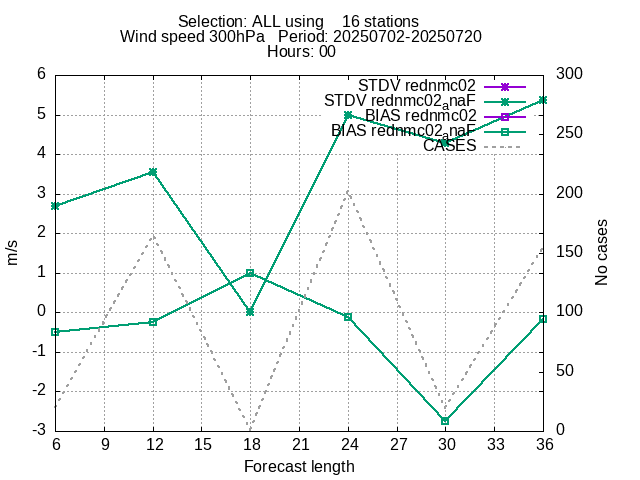 Selection: ALL using    16 stations
Wind speed 300hPa   Period: 20250702-20250720
Hours: 00
STDV rednmc02
STDV rednmc02anaF
BIAS rednmc02
BIAS rednmc02anaF
CASES
6
5
4
3
2
1
0
-1
-2
-3
m/s
300
250
200
150
100
50
0
No cases
6 9 12 15 18 21 24 27 30 33 36
Forecast length